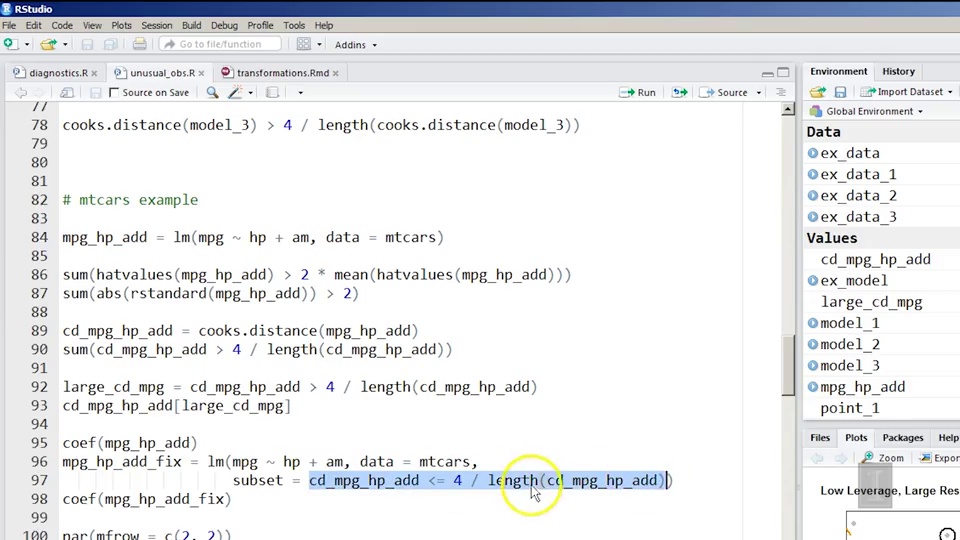 RStudio
File Edit Code View Plots Session Build Debug Profile Tools Help
Go to file/function Addins
diagnostics.R × unusual_obs.R × transformations.Rmd ×
Source on Save Run Source
77
78 cooks.distance(model_3) > 4 / length(cooks.distance(model_3))
79
80
81
82 # mtcars example
83
84 mpg_hp_add = lm(mpg ~ hp + am, data = mtcars)
85
86 sum(hatvalues(mpg_hp_add) > 2 * mean(hatvalues(mpg_hp_add)))
87 sum(abs(rstandard(mpg_hp_add)) > 2)
88
89 cd_mpg_hp_add = cooks.distance(mpg_hp_add)
90 sum(cd_mpg_hp_add > 4 / length(cd_mpg_hp_add))
91
92 large_cd_mpg = cd_mpg_hp_add > 4 / length(cd_mpg_hp_add)
93 cd_mpg_hp_add[large_cd_mpg]
94
95 coef(mpg_hp_add)
96 mpg_hp_add_fix = lm(mpg ~ hp + am, data = mtcars,
97 subset = cd_mpg_hp_add <= 4 / length(cd_mpg_hp_add))
98 coef(mpg_hp_add_fix)
99
100 par(mfrow = c(2, 2))
Environment History
Import Dataset
Global Environment
Data
ex_data
ex_data_1
ex_data_2
ex_data_3
Values
cd_mpg_hp_add
ex_model
large_cd_mpg
model_1
model_2
model_3
mpg_hp_add
point_1
Files Plots Packages Help
Zoom Export
Low Leverage, Large Res